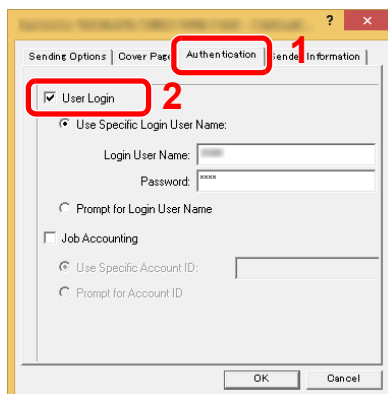 ?
Sending Options Cover Page Authentication Sender Information
1
User Login
2
Use Specific Login User Name:
Login User Name:
Password: ****
Prompt for Login User Name
Job Accounting
Use Specific Account ID:
Prompt for Account ID
OK Cancel